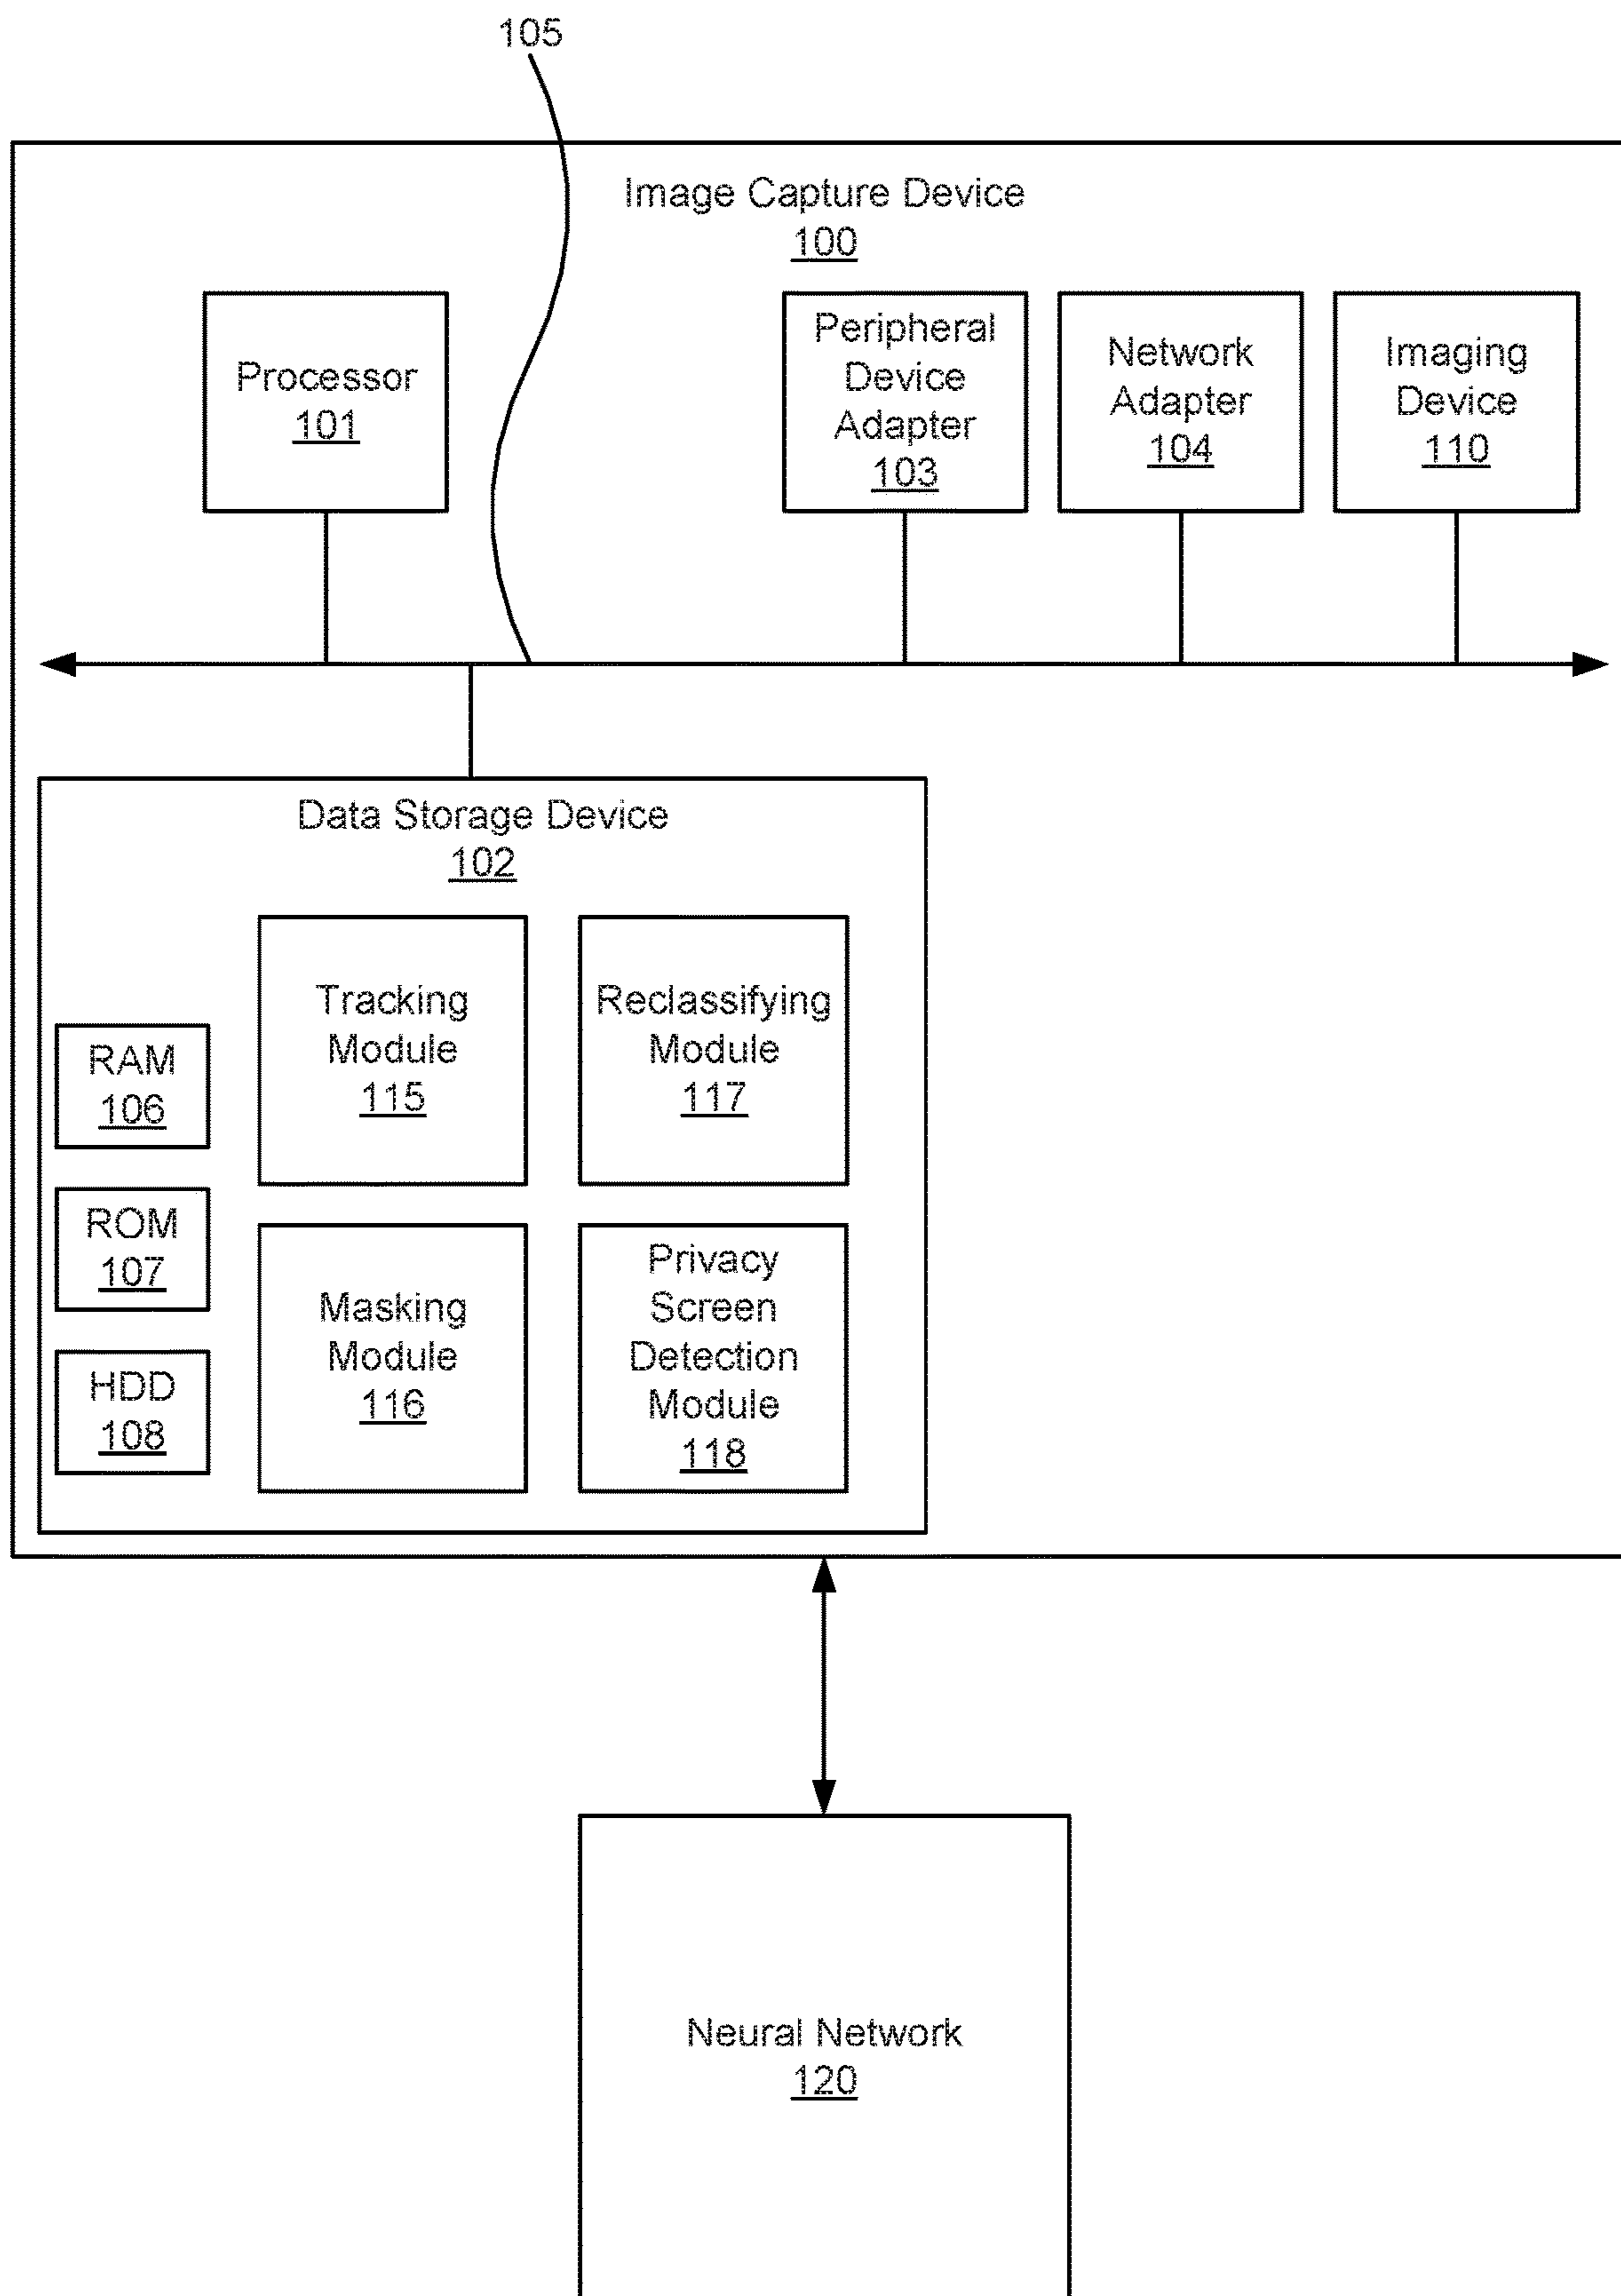 105
Image Capture Device
100
Processor
101
Peripheral
Device
Adapter
103
Network
Adapter
104
Imaging
Device
110
Data Storage Device
102
RAM
106
ROM
107
HDD
108
Tracking
Module
115
Reclassifying
Module
117
Masking
Module
116
Privacy
Screen
Detection
Module
118
Neural Network
120